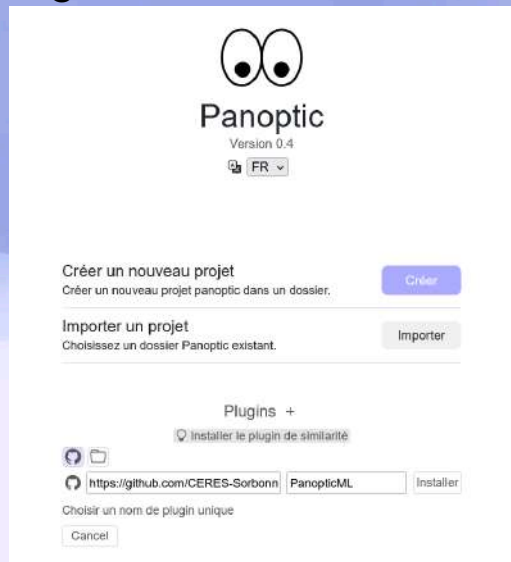 Panoptic
Version 0.4
FR
Créer un nouveau projet
Créer un nouveau projet panoptic dans un dossier.
Créer
Importer un projet
Choisissez un dossier Panoptic existant.
Importer
Plugins +
Installer le plugin de similarité
https://github.com/CERES-Sorbonn PanopticML Installer
Choisir un nom de plugin unique
Cancel